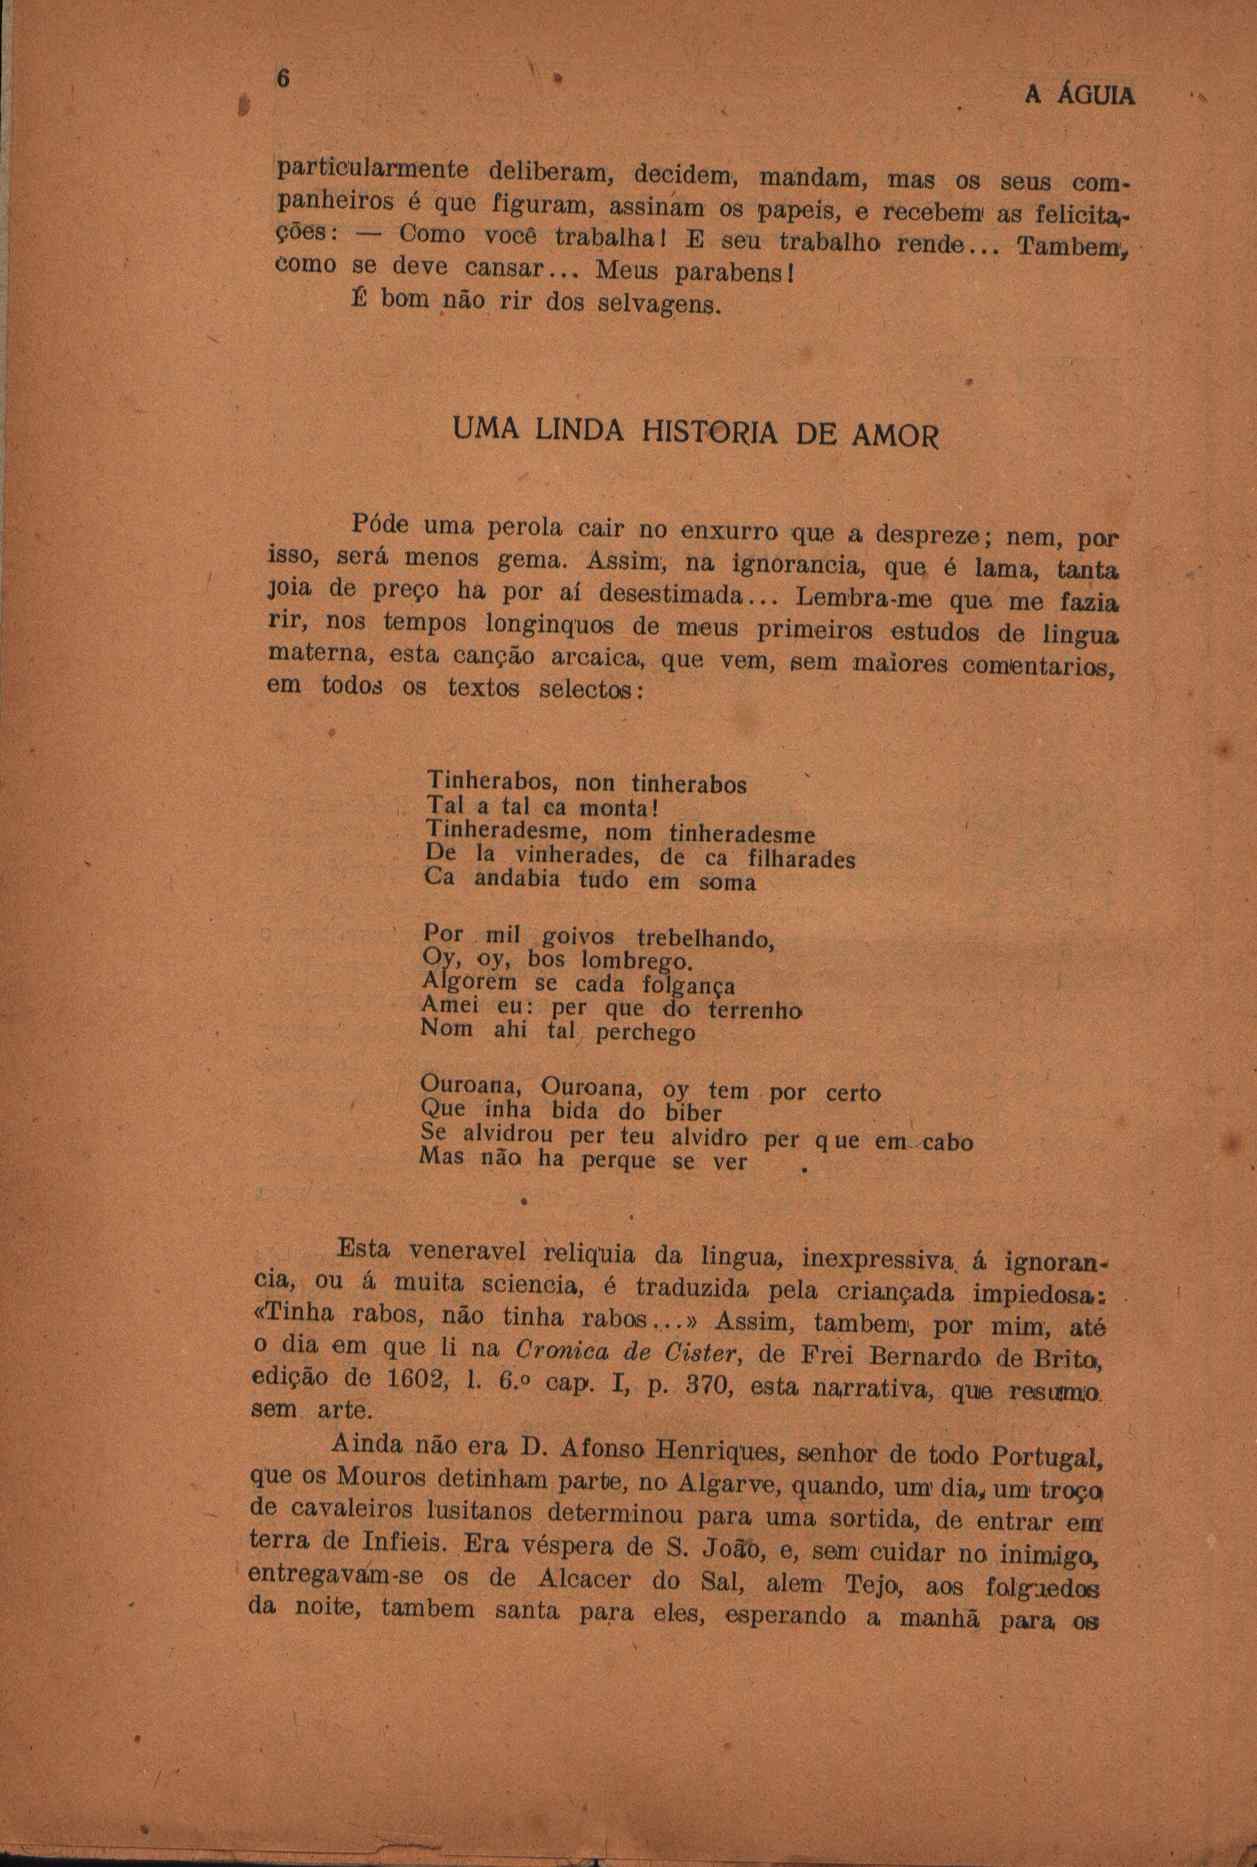 6
A ÁGUIA
particularmente deliberam, decidem, mandam, mas os seus com-
panheiros é que figuram, assinam os papeis, e recebem as felicita-
ções: — Como você trabalha! E seu trabalho rende... Tambem,
como se deve cansar... Meus parabens!
É bom não rir dos selvagens.
UMA LINDA HISTORIA DE AMOR
Póde uma perola cair no enxurro que a despreze; nem, por
isso, será menos gema. Assim, na ignorancia, que é lama, tanta
joia de preço ha por aí desestimada... Lembra-me que me fazia
rir, nos tempos longinquos de meus primeiros estudos de lingua
materna, esta canção arcaica, que vem, sem maiores comentarios,
em todos os textos selectos:
Tinherabos, non tinherabos
Tal a tal ca monta!
Tinheradesme, nom tinheradesme
De la vinherades, de ca filharades
Ca andabia tudo em soma
Por mil goivos trebelhando,
Oy, oy, bos lombrego.
Algorem se cada folgança
Amei eu: per que do terrenho
Nom ahi tal perchego
Ouroana, Ouroana, oy tem por certo
Que inha bida do biber
Se alvidrou per teu alvidro per que em cabo
Mas não ha perque se ver
Esta veneravel reliquia da lingua, inexpressiva á ignoran-
cia, ou á muita sciencia, é traduzida pela criançada impiedosa:
«Tinha rabos, não tinha rabos...» Assim, tambem, por mim, até
o dia em que li na Cronica de Cister, de Frei Bernardo de Brito,
edição de 1602, l. 6.º cap. I, p. 370, esta narrativa, que resumo
sem arte.
Ainda não era D. Afonso Henriques, senhor de todo Portugal,
que os Mouros detinham parte, no Algarve, quando, um dia, um troço
de cavaleiros lusitanos determinou para uma sortida, de entrar em
terra de Infieis. Era véspera de S. João, e, sem cuidar no inimigo,
entregavam-se os de Alcacer do Sal, alem Tejo, aos folguedos
da noite, tambem santa para eles, esperando a manhã para os